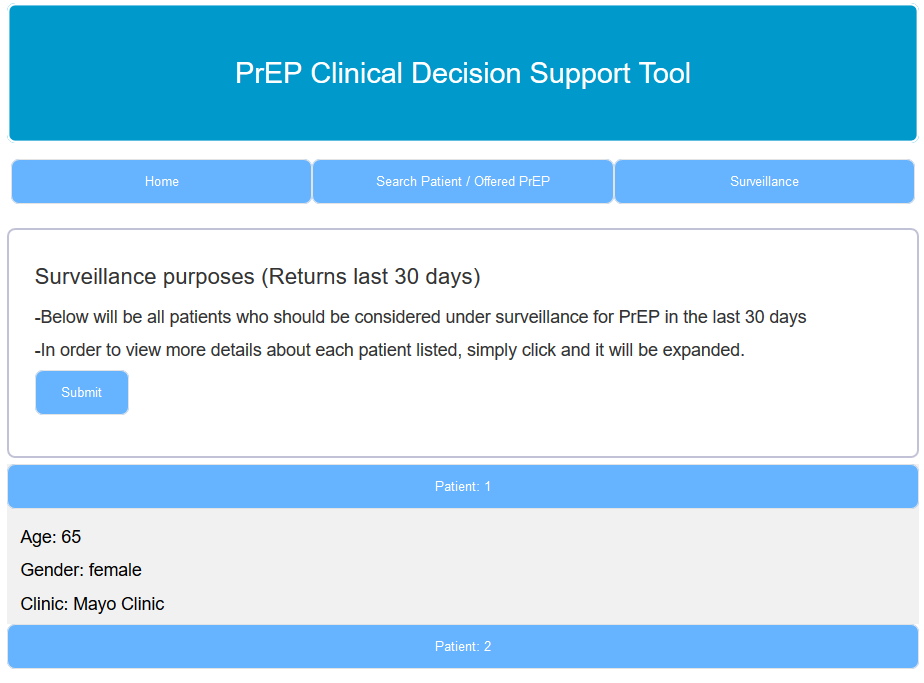 PrEP Clinical Decision Support Tool
Home
Search Patient / Offered PrEP
Surveillance
Surveillance purposes (Returns last 30 days)
-Below will be all patients who should be considered under surveillance for PrEP in the last 30 days
-In order to view more details about each patient listed, simply click and it will be expanded.
Submit
Patient: 1
Age: 65
Gender: female
Clinic: Mayo Clinic
Patient: 2